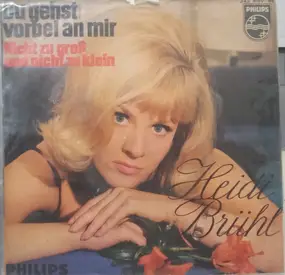 Du gehst
vorbei an mir
Nicht zu groß
und nicht zu klein
PHILIPS
Heidi
Brühl
PHILIPS